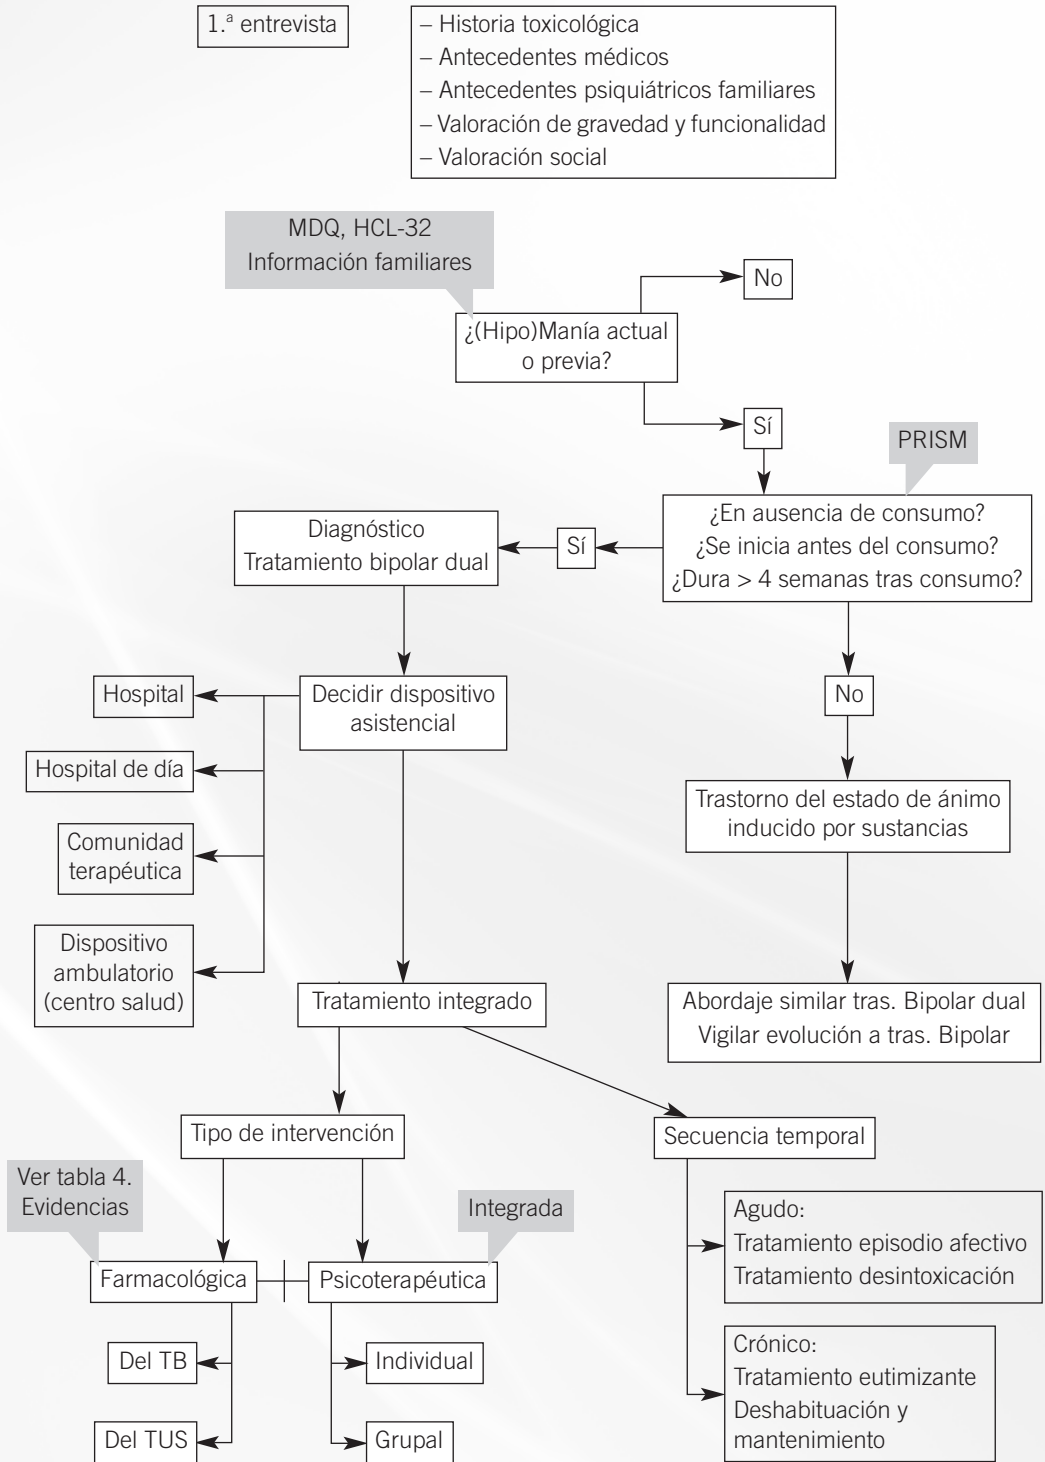 1.ª entrevista
– Historia toxicológica
– Antecedentes médicos
– Antecedentes psiquiátricos familiares
– Valoración de gravedad y funcionalidad
– Valoración social
MDQ, HCL-32
Información familiares
No
¿(Hipo)Manía actual
o previa?
Sí
PRISM
¿En ausencia de consumo?
¿Se inicia antes del consumo?
¿Dura > 4 semanas tras consumo?
Sí
Diagnóstico
Tratamiento bipolar dual
No
Hospital
Decidir dispositivo
asistencial
Hospital de día
Comunidad
terapéutica
Dispositivo
ambulatorio
(centro salud)
Trastorno del estado de ánimo
inducido por sustancias
Tratamiento integrado
Abordaje similar tras. Bipolar dual
Vigilar evolución a tras. Bipolar
Tipo de intervención
Secuencia temporal
Ver tabla 4.
Evidencias
Integrada
Farmacológica
Psicoterapéutica
Del TB
Individual
Del TUS
Grupal
Agudo:
Tratamiento episodio afectivo
Tratamiento desintoxicación
Crónico:
Tratamiento eutimizante
Deshabituación y
mantenimiento